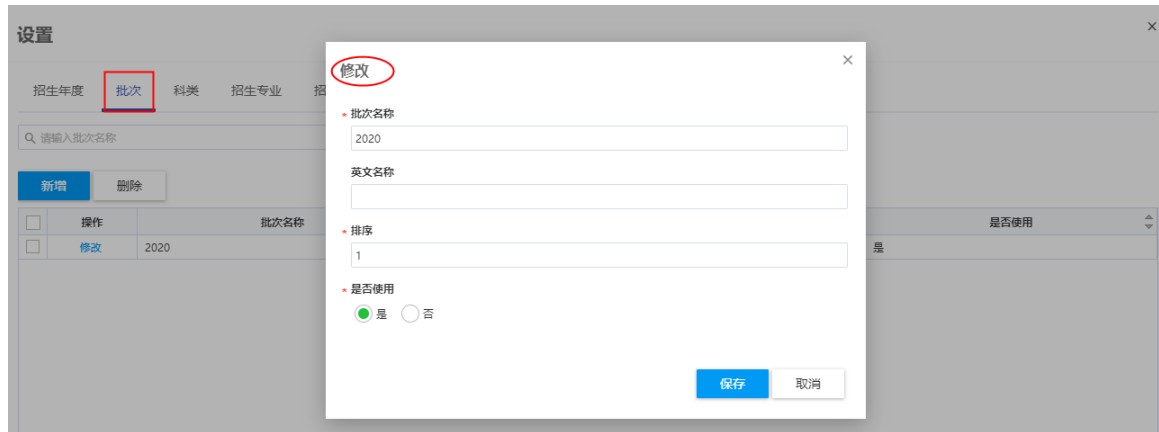 设置
×
招生年度 批次 科类 招生专业 招
请输入批次名称
新增 删除
操作 批次名称 是否使用
修改 2020 是
修改
×
* 批次名称
2020
英文名称
* 排序
1
* 是否使用
是 否
保存 取消